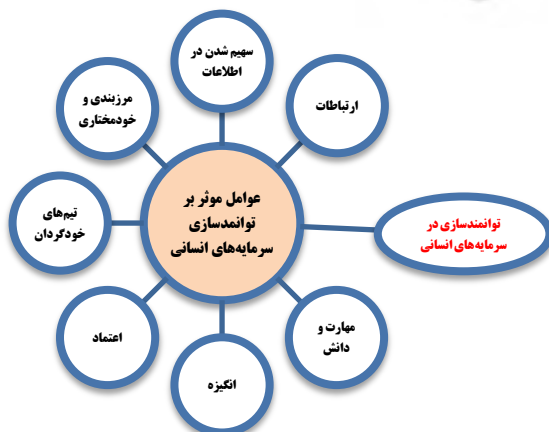 سهیم شدن در
اطلاعات
ارتباطات
مرزبندی و
خودمختاری
عوامل موثر بر
توانمندسازی
سرمایه‌های انسانی
توانمندسازی در
سرمایه‌های انسانی
تیم‌های
خودگردان
مهارت و
دانش
اعتماد
انگیزه